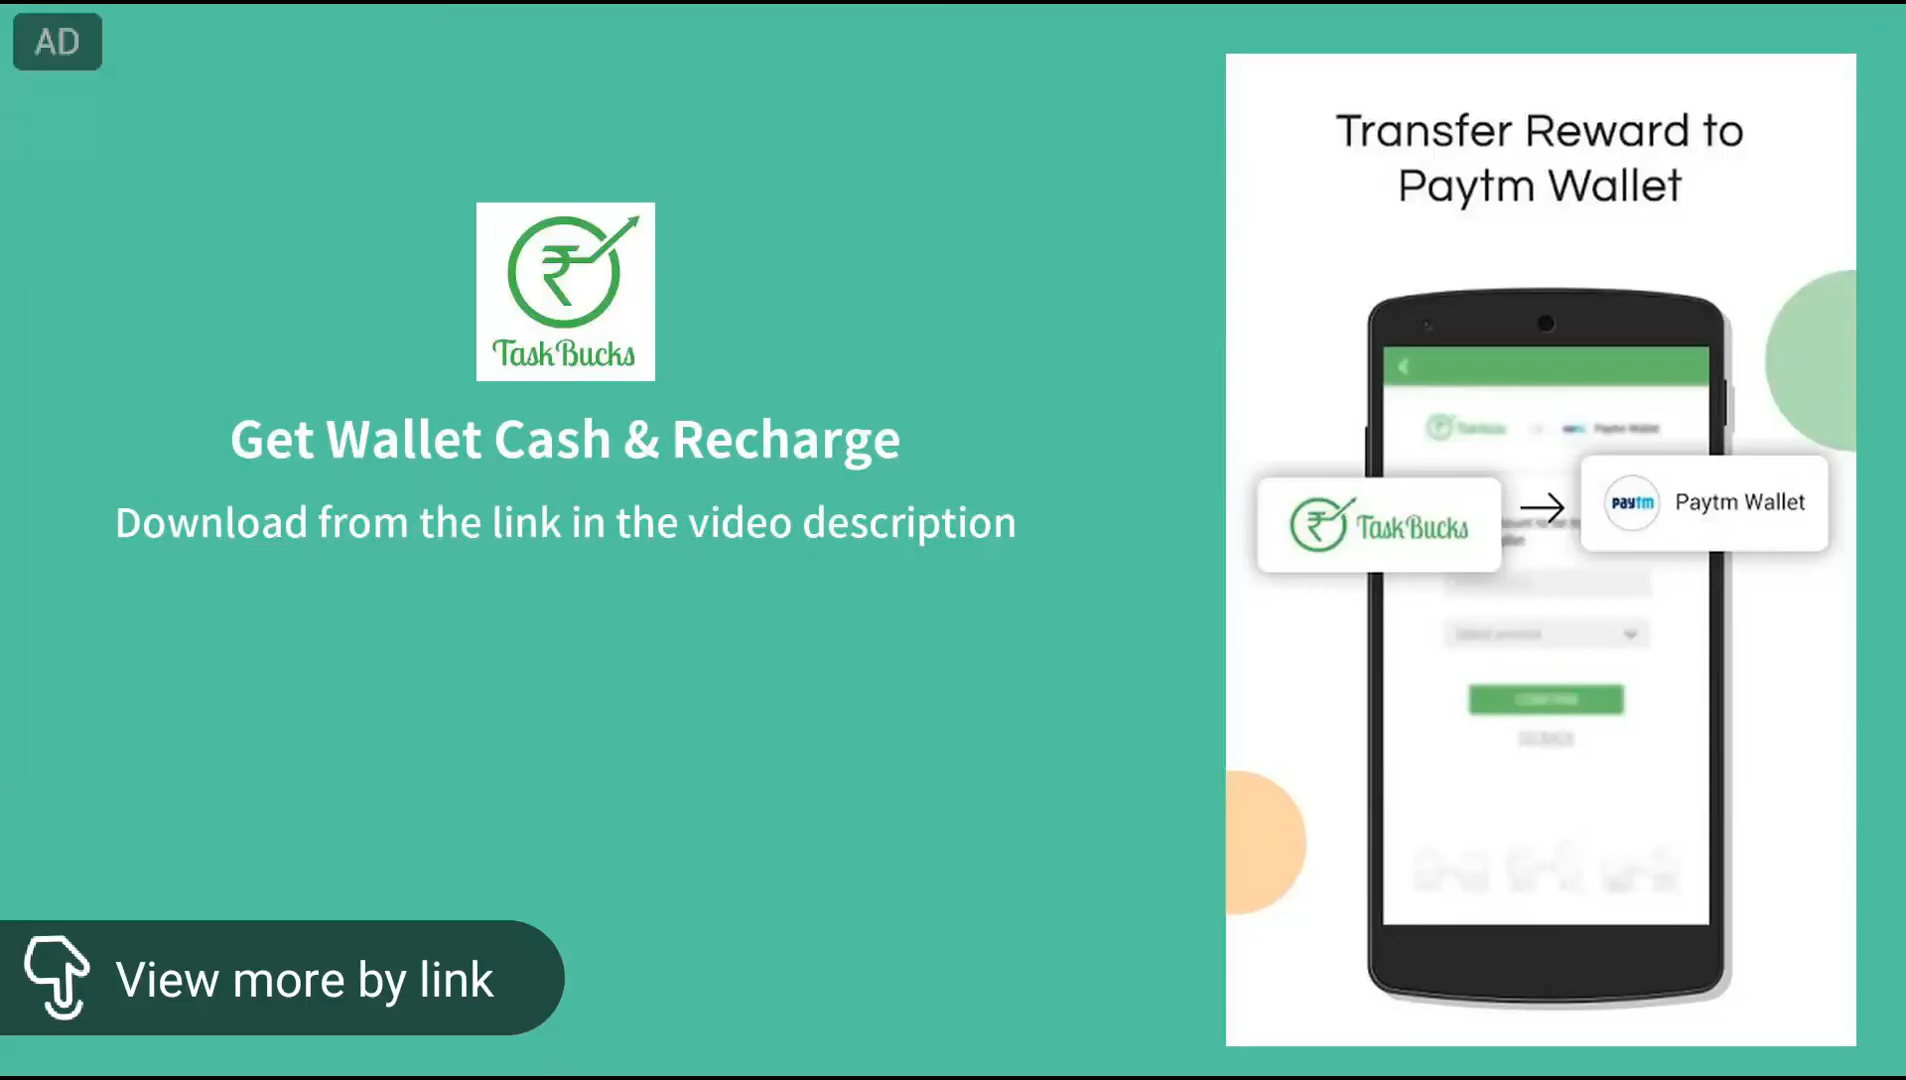 AD
TaskBucks
Get Wallet Cash & Recharge
Download from the link in the video description
View more by link
Transfer Reward to
Paytm Wallet
TaskBucks
paytm Paytm Wallet